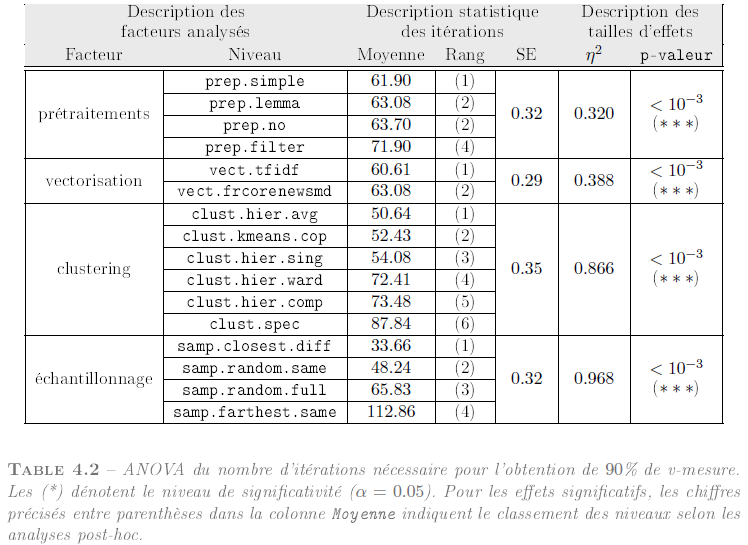 Description des facteurs analysés | Description statistique des itérations | Description des tailles d'effets
Facteur | Niveau | Moyenne | Rang | SE | η² | p-valeur
prétraitements | prep.simple | 61.90 | (1) | 0.32 | 0.320 | < 10⁻³ (∗∗∗)
prep.lemma | 63.08 | (2)
prep.no | 63.70 | (2)
prep.filter | 71.90 | (4)
vectorisation | vect.tfidf | 60.61 | (1) | 0.29 | 0.388 | < 10⁻³ (∗∗∗)
vect.frcorenewsmd | 63.08 | (2)
clustering | clust.hier.avg | 50.64 | (1) | 0.35 | 0.866 | < 10⁻³ (∗∗∗)
clust.kmeans.cop | 52.43 | (2)
clust.hier.sing | 54.08 | (3)
clust.hier.ward | 72.41 | (4)
clust.hier.comp | 73.48 | (5)
clust.spec | 87.84 | (6)
échantillonnage | samp.closest.diff | 33.66 | (1) | 0.32 | 0.968 | < 10⁻³ (∗∗∗)
samp.random.same | 48.24 | (2)
samp.random.full | 65.83 | (3)
samp.farthest.same | 112.86 | (4)
Table 4.2 – ANOVA du nombre d'itérations nécessaire pour l'obtention de 90% de v-mesure.
Les (*) dénotent le niveau de significativité (α = 0.05). Pour les effets significatifs, les chiffres
précisés entre parenthèses dans la colonne Moyenne indiquent le classement des niveaux selon les
analyses post-hoc.